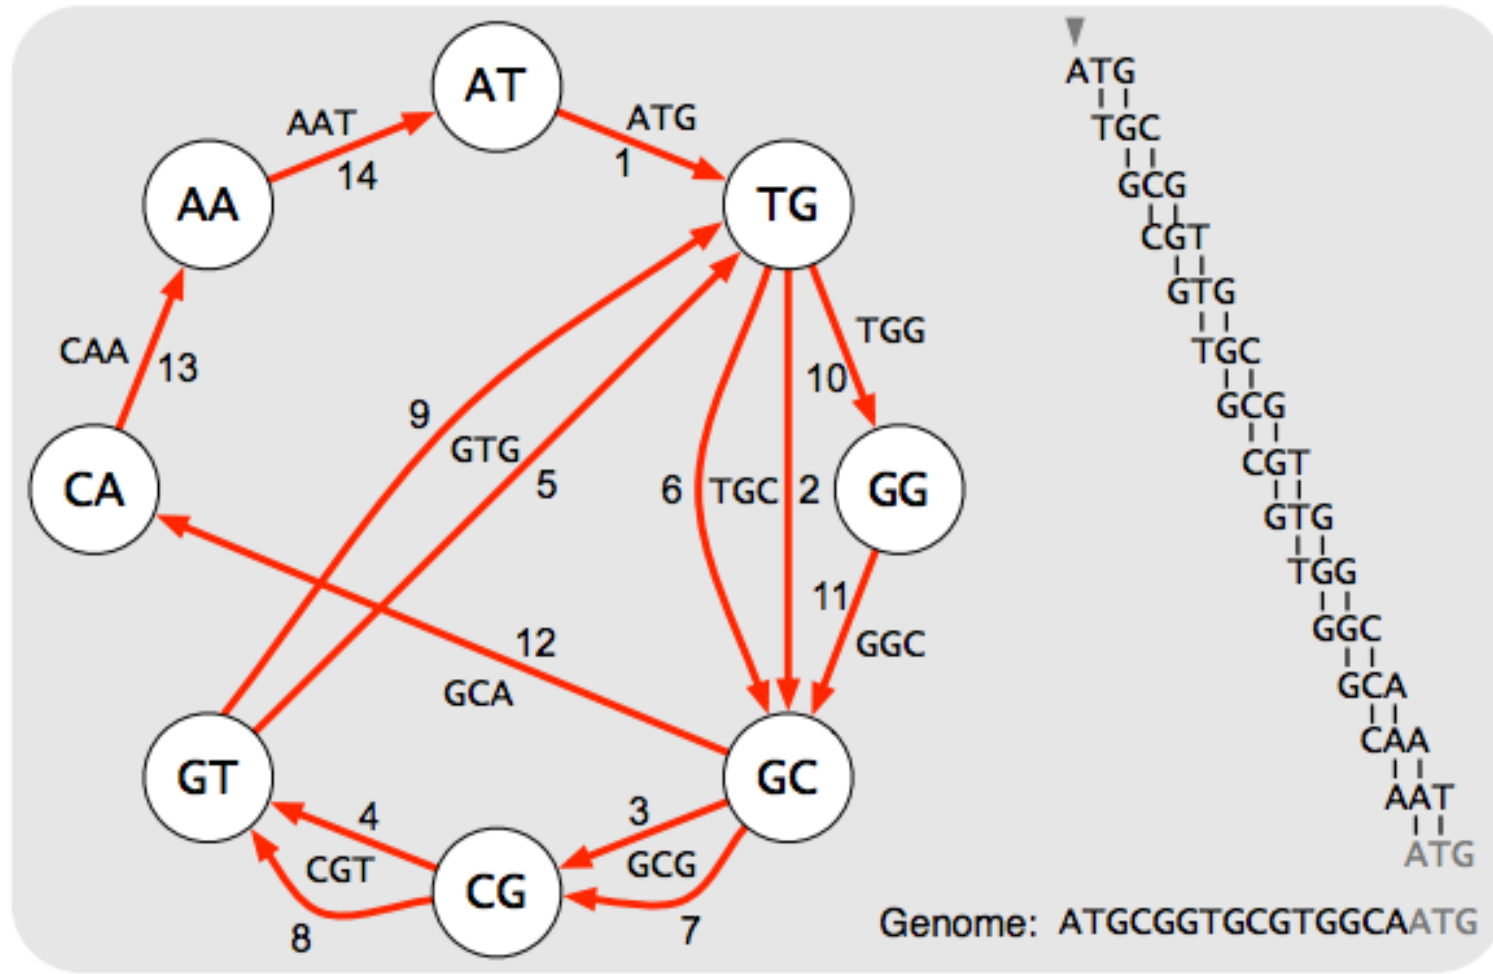 AT
AAT
14
ATG
1
AA
TG
CAA
13
TGG
10
9
GTG
5
6
TGC
2
CA
GG
11
GGC
12
GCA
GT
GC
4
3
CGT
GCG
CG
8
7
ATG
TGC
GCG
CGT
GTG
TGC
GCG
CGT
GTG
TGG
GGC
GCA
CAA
AAT
ATG
Genome: ATGCGGTGCGTGGCAATG